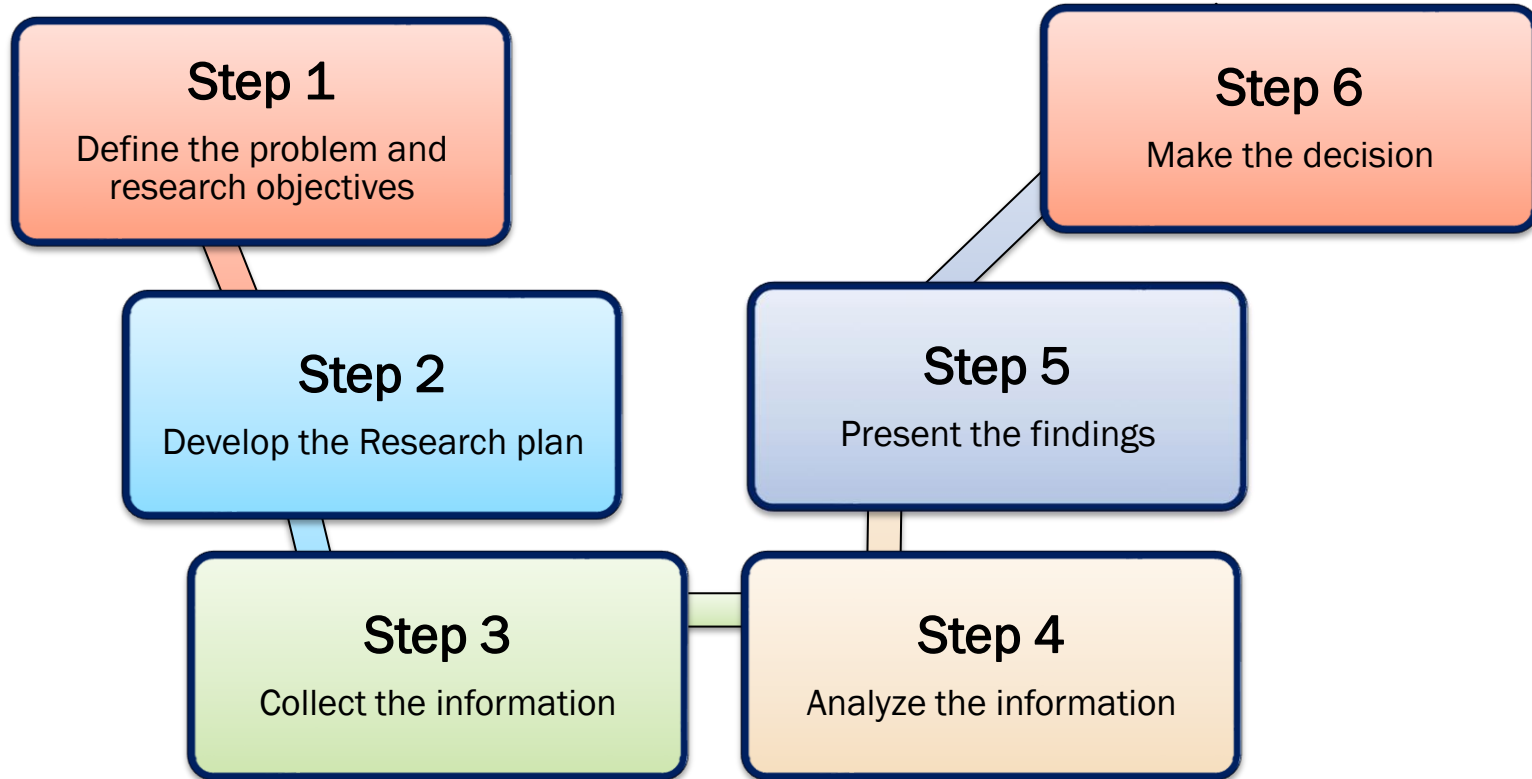 Step 1
Define the problem and
research objectives
Step 2
Develop the Research plan
Step 3
Collect the information
Step 4
Analyze the information
Step 5
Present the findings
Step 6
Make the decision